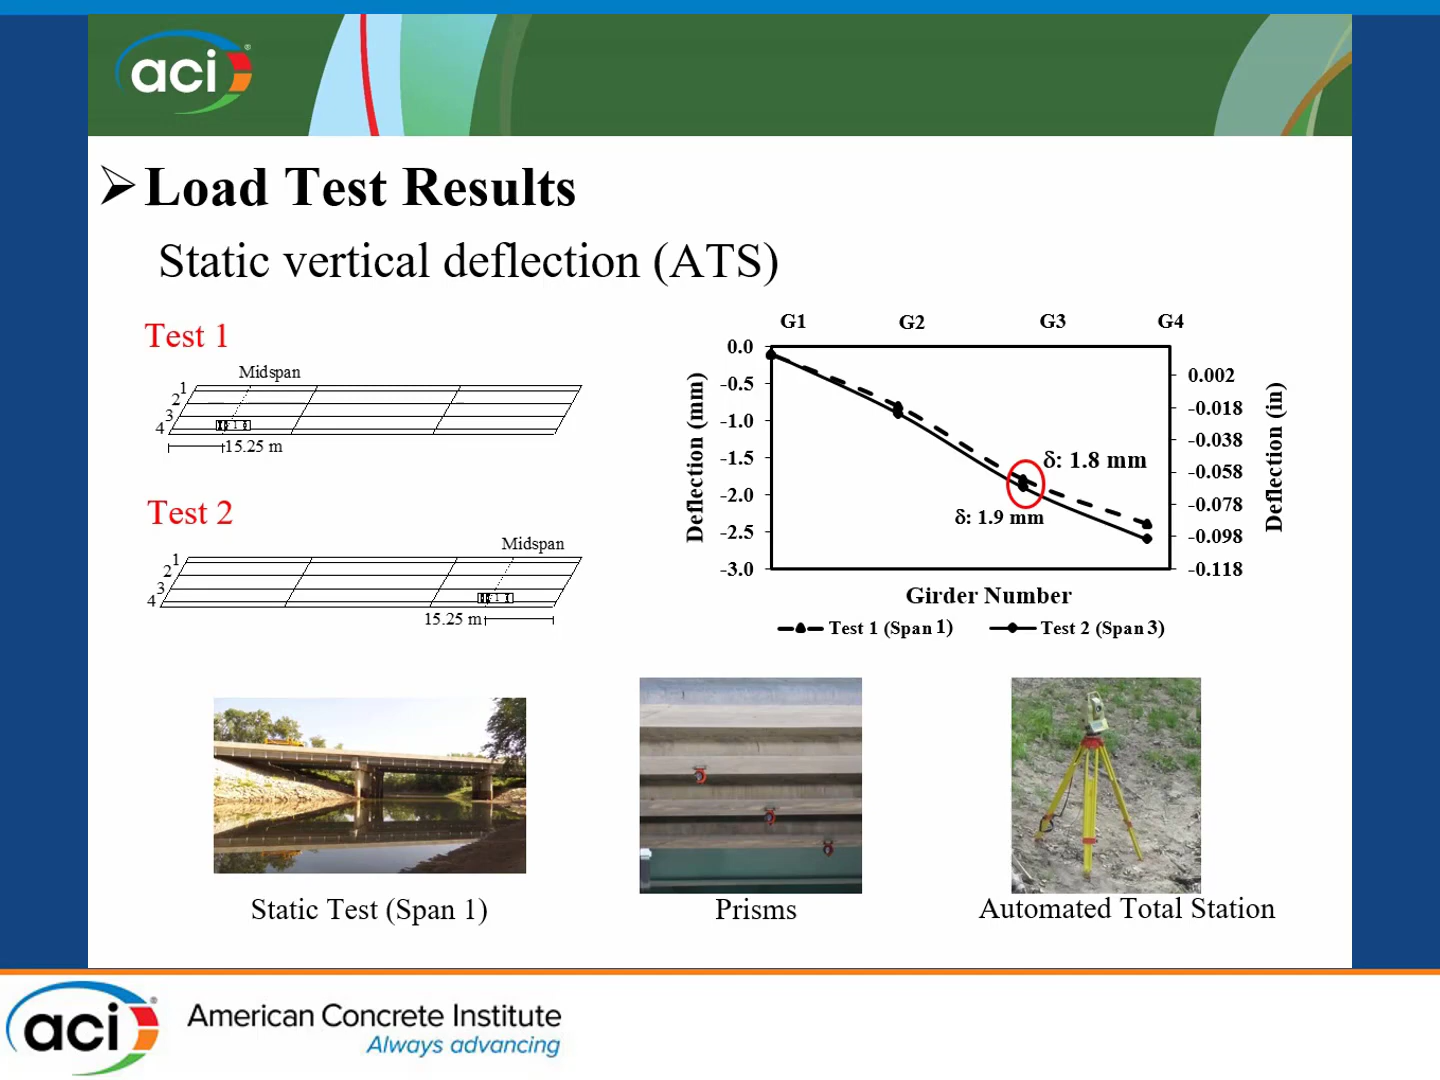 aci®
➢ Load Test Results
Static vertical deflection (ATS)
Test 1
Midspan
1
2
3
4
1
15.25 m
Test 2
Midspan
1
2
3
4
1
15.25 m
G1 G2 G3 G4
0.0
-0.5
-1.0
-1.5
-2.0
-2.5
-3.0
Deflection (mm)
0.002
-0.018
-0.038
-0.058
-0.078
-0.098
-0.118
Deflection (in)
δ: 1.8 mm
δ: 1.9 mm
Girder Number
Test 1 (Span 1) Test 2 (Span 3)
Static Test (Span 1)
Prisms
Automated Total Station
aci®
American Concrete Institute
Always advancing